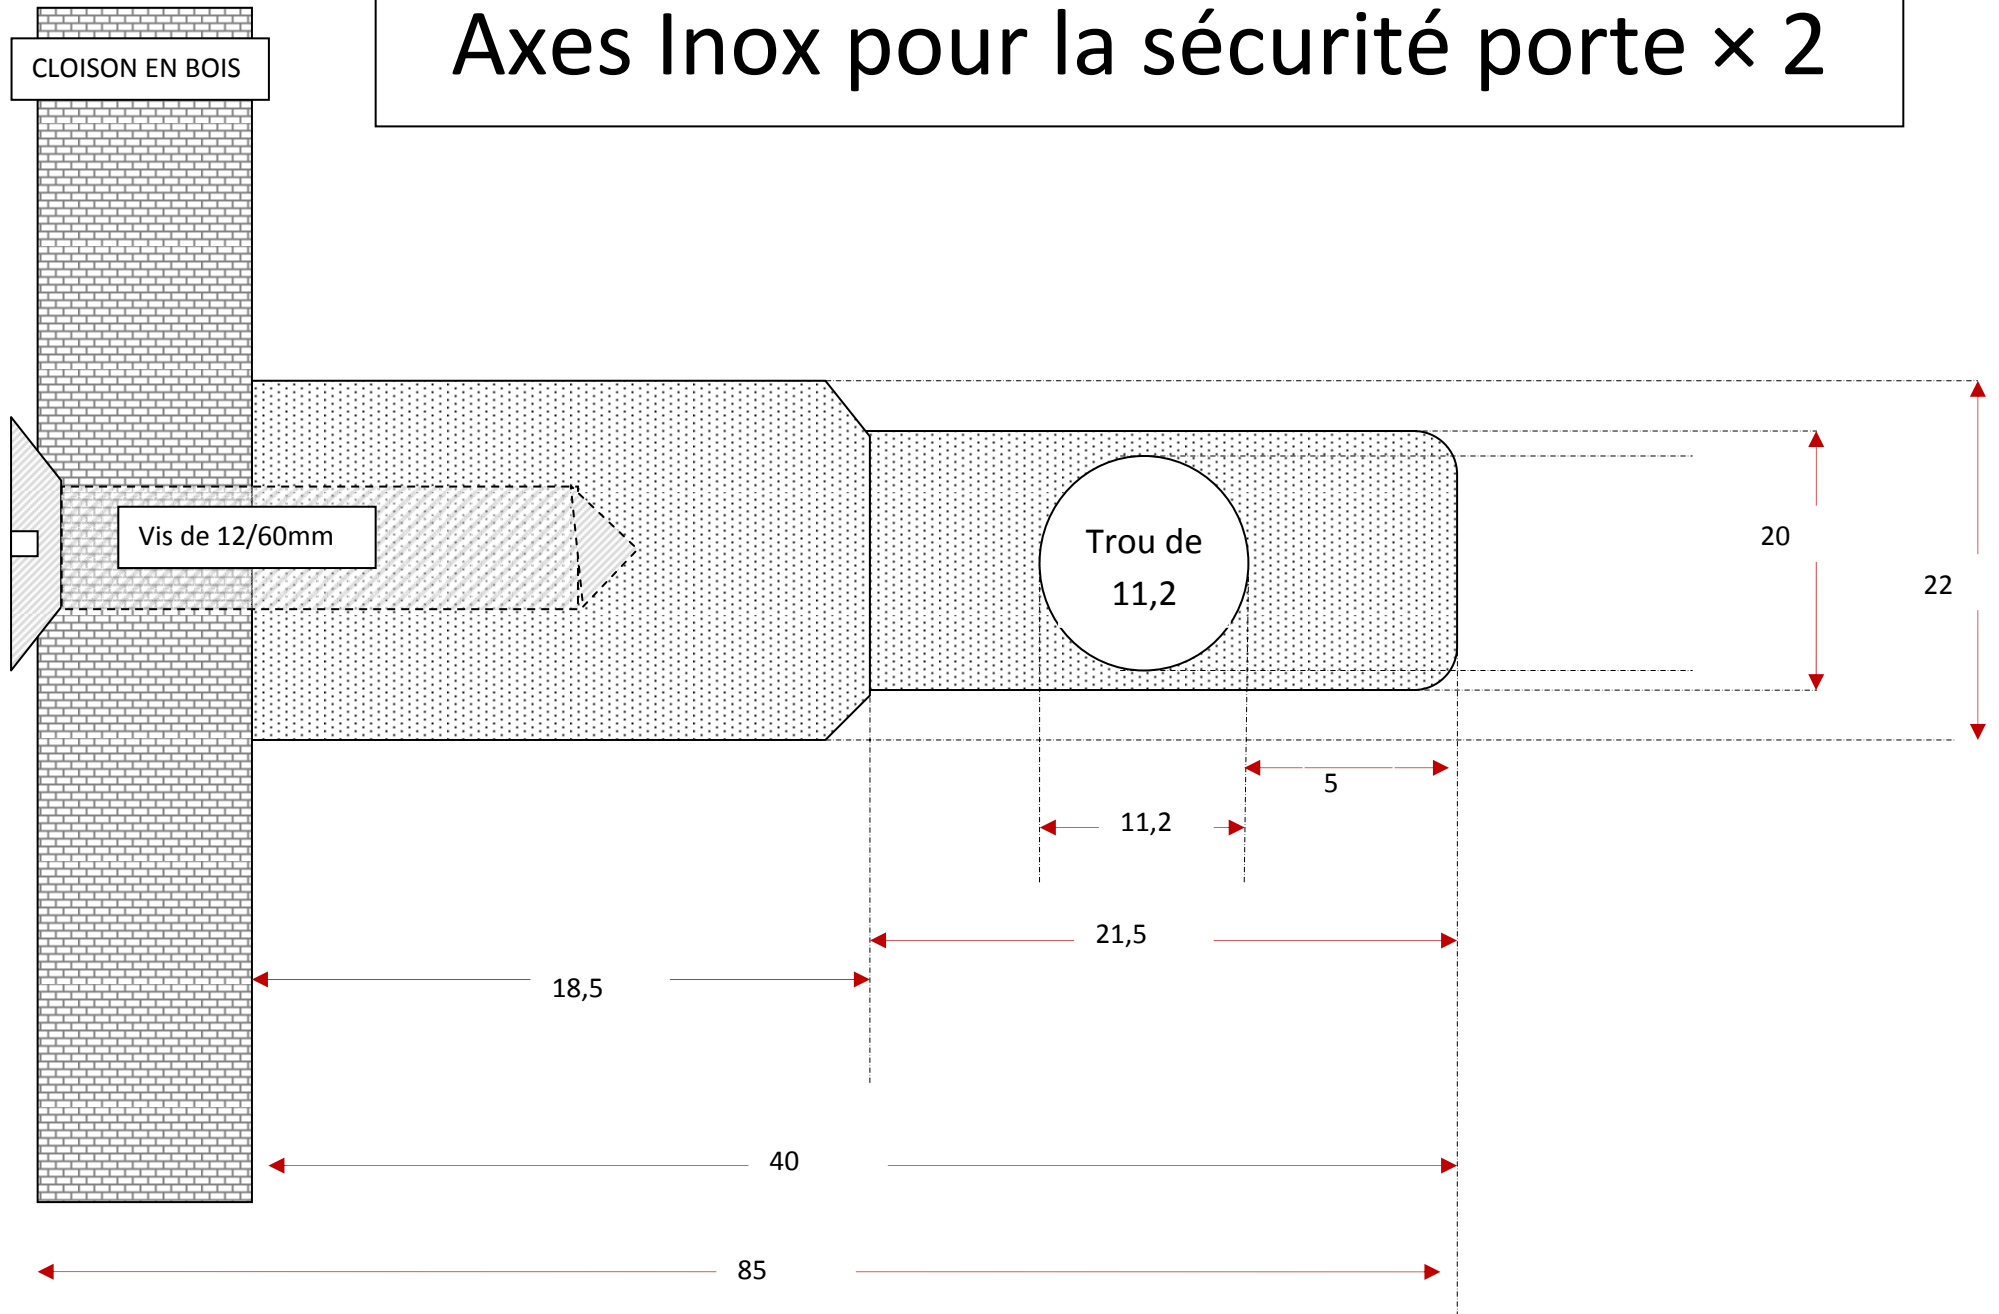 Axes Inox pour la sécurité porte × 2
CLOISON EN BOIS
Vis de 12/60mm
Trou de
11,2
20
22
5
11,2
21,5
18,5
40
85